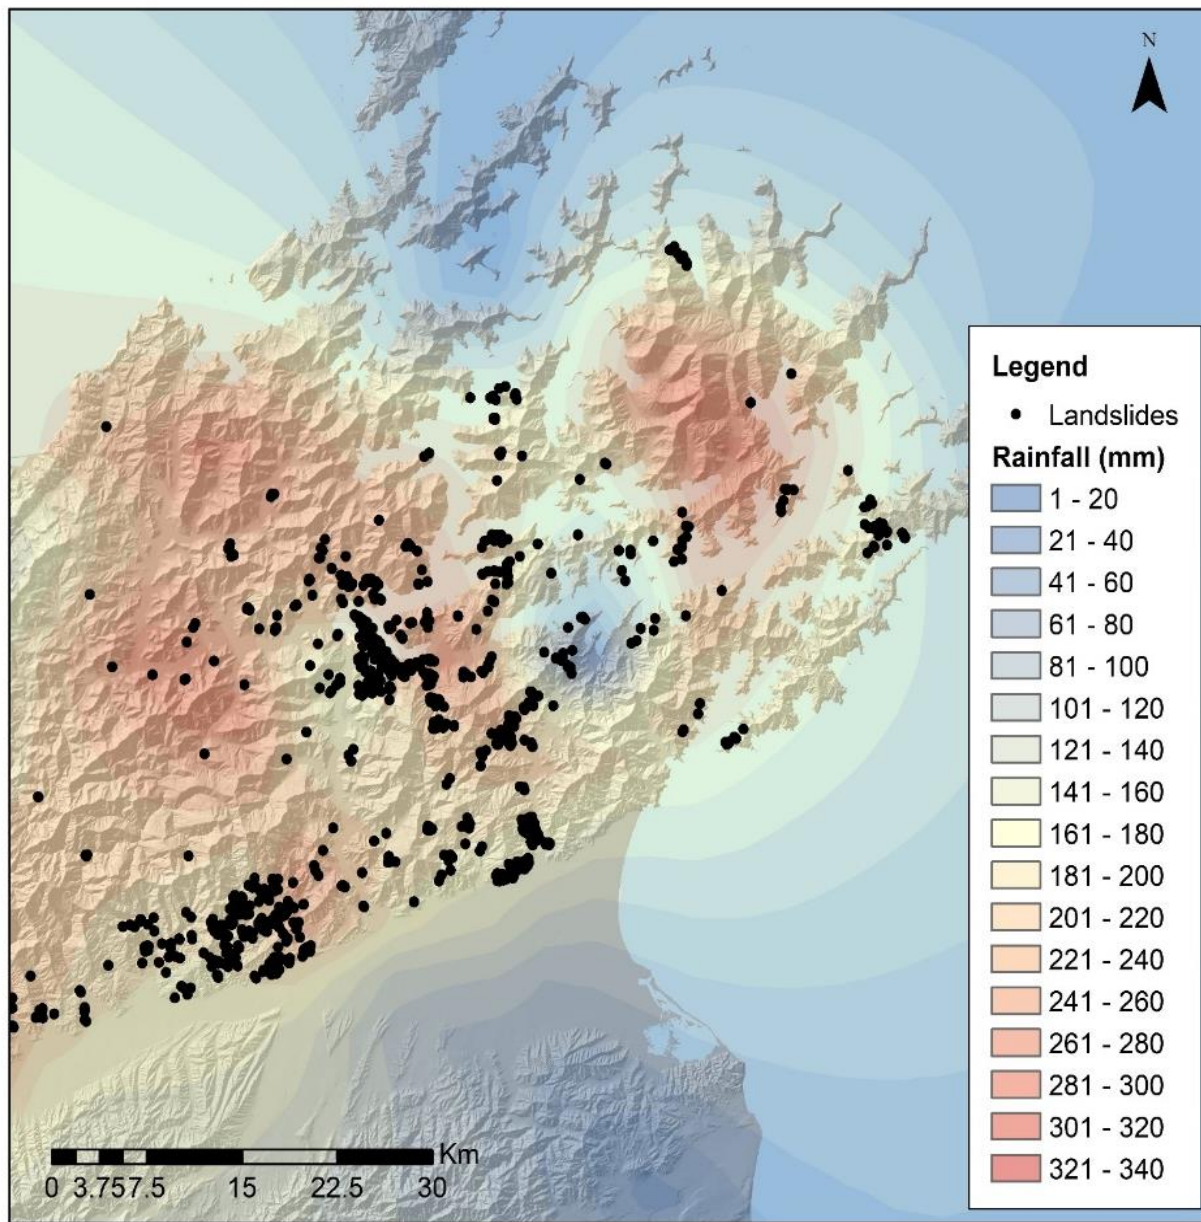 N
Legend
Landslides
Rainfall (mm)
1 - 20
21 - 40
41 - 60
61 - 80
81 - 100
101 - 120
121 - 140
141 - 160
161 - 180
181 - 200
201 - 220
221 - 240
241 - 260
261 - 280
281 - 300
301 - 320
321 - 340
Km
0 3.757.5 15 22.5 30